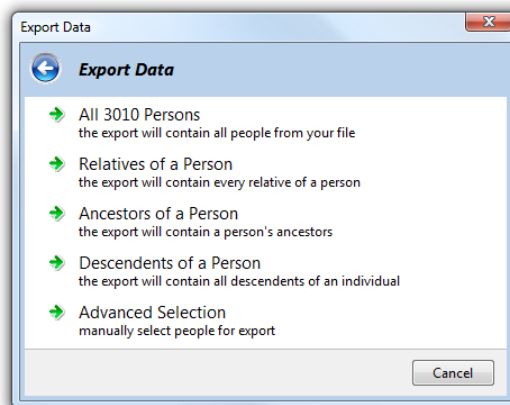 Export Data
Export Data
All 3010 Persons
the export will contain all people from your file
Relatives of a Person
the export will contain every relative of a person
Ancestors of a Person
the export will contain a person's ancestors
Descendents of a Person
the export will contain all descendents of an individual
Advanced Selection
manually select people for export
Cancel